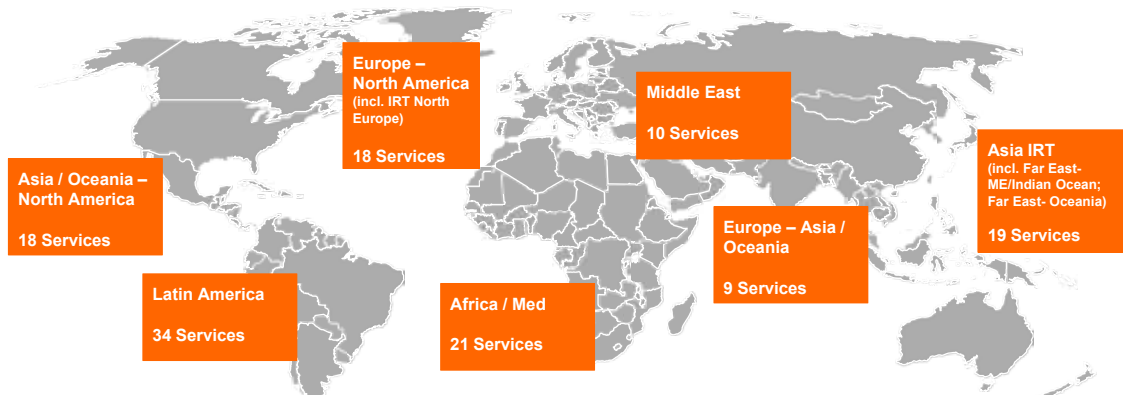 Europe –
North America
(incl. IRT North
Europe)
18 Services
Middle East
10 Services
Asia IRT
(incl. Far East-
ME/Indian Ocean;
Far East- Oceania)
19 Services
Asia / Oceania –
North America
18 Services
Europe – Asia /
Oceania
9 Services
Latin America
34 Services
Africa / Med
21 Services